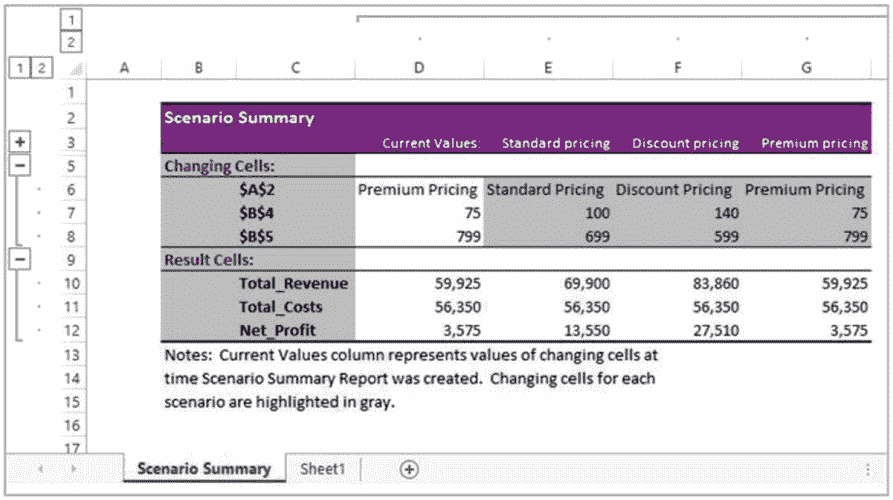 1
2
1 2
A B C D E F G
1
2 Scenario Summary
3 Current Values: Standard pricing Discount pricing Premium pricing
5 Changing Cells:
6 $A$2 Premium Pricing Standard Pricing Discount Pricing Premium Pricing
7 $B$4 75 100 140 75
8 $B$5 799 699 599 799
9 Result Cells:
10 Total_Revenue 59,925 69,900 83,860 59,925
11 Total_Costs 56,350 56,350 56,350 56,350
12 Net_Profit 3,575 13,550 27,510 3,575
13 Notes: Current Values column represents values of changing cells at
14 time Scenario Summary Report was created. Changing cells for each
15 scenario are highlighted in gray.
16
17
Scenario Summary Sheet1